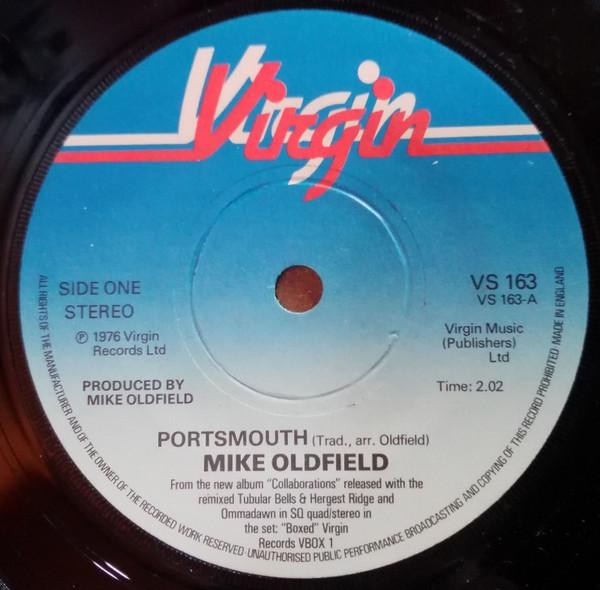 Virgin
SIDE ONE
STEREO
℗ 1976 Virgin
Records Ltd
PRODUCED BY
MIKE OLDFIELD
VS 163
VS 163-A
Virgin Music
(Publishers)
Ltd
Time: 2.02
PORTSMOUTH (Trad., arr. Oldfield)
MIKE OLDFIELD
From the new album "Collaborations" released with the
remixed Tubular Bells & Hergest Ridge and
Ommadawn in SQ quad/stereo in
the set: "Boxed" Virgin
Records VBOX 1
ALL RIGHTS OF THE MANUFACTURER AND OF THE OWNER OF THE RECORDED WORK RESERVED · UNAUTHORISED PUBLIC PERFORMANCE BROADCASTING AND COPYING OF THIS RECORD PROHIBITED · MADE IN ENGLAND